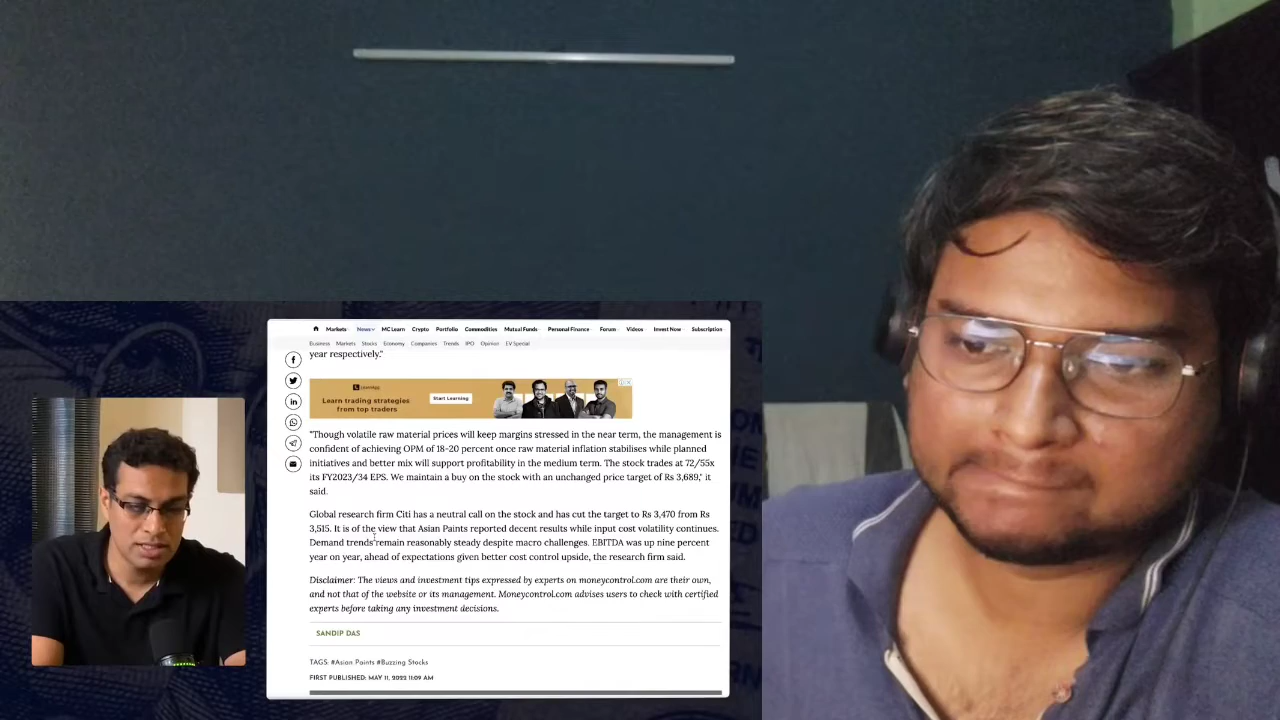 Markets News MC Learn Crypto Portfolio Commodities Mutual Funds Personal Finance Forum Videos Invest Now Subscription
Business Markets Stocks Economy Companies Trends IPO Opinion EV Special
year respectively."
Learn trading strategies
from top traders
Start Learning
"Though volatile raw material prices will keep margins stressed in the near term, the management is
confident of achieving OPM of 18-20 percent once raw material inflation stabilises while planned
initiatives and better mix will support profitability in the medium term. The stock trades at 72/55x
its FY2023/34 EPS. We maintain a buy on the stock with an unchanged price target of Rs 3,689," it
said.
Global research firm Citi has a neutral call on the stock and has cut the target to Rs 3,470 from Rs
3,515. It is of the view that Asian Paints reported decent results while input cost volatility continues.
Demand trends remain reasonably steady despite macro challenges. EBITDA was up nine percent
year on year, ahead of expectations given better cost control upside, the research firm said.
Disclaimer: The views and investment tips expressed by experts on moneycontrol.com are their own,
and not that of the website or its management. Moneycontrol.com advises users to check with certified
experts before taking any investment decisions.
SANDIP DAS
TAGS: #Asian Paints #Buzzing Stocks
FIRST PUBLISHED: MAY 11, 2022 11:09 AM